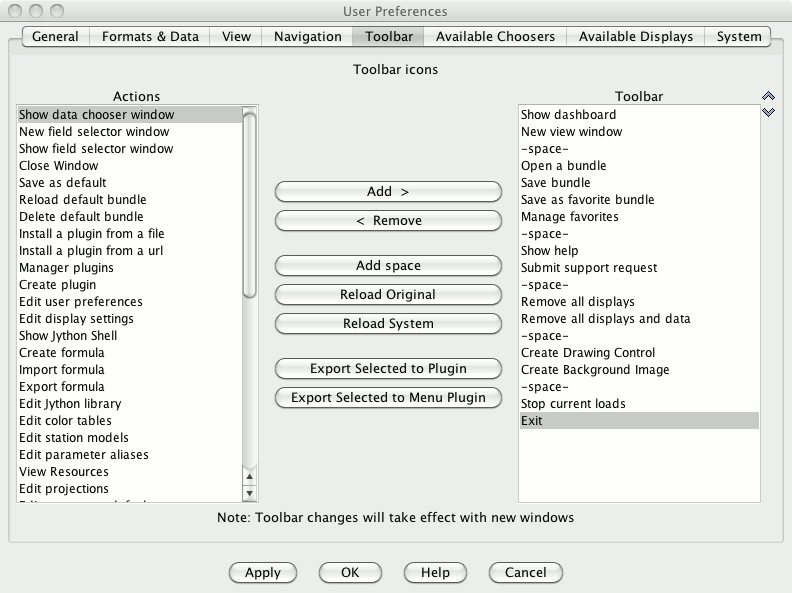 User Preferences
General Formats & Data View Navigation Toolbar Available Choosers Available Displays System
Toolbar icons
Actions
Show data chooser window
New field selector window
Show field selector window
Close Window
Save as default
Reload default bundle
Delete default bundle
Install a plugin from a file
Install a plugin from a url
Manager plugins
Create plugin
Edit user preferences
Edit display settings
Show Jython Shell
Create formula
Import formula
Export formula
Edit Jython library
Edit color tables
Edit station models
Edit parameter aliases
View Resources
Edit projections
Add >
< Remove
Add space
Reload Original
Reload System
Export Selected to Plugin
Export Selected to Menu Plugin
Toolbar
Show dashboard
New view window
-space-
Open a bundle
Save bundle
Save as favorite bundle
Manage favorites
-space-
Show help
Submit support request
-space-
Remove all displays
Remove all displays and data
-space-
Create Drawing Control
Create Background Image
-space-
Stop current loads
Exit
Note: Toolbar changes will take effect with new windows
Apply OK Help Cancel